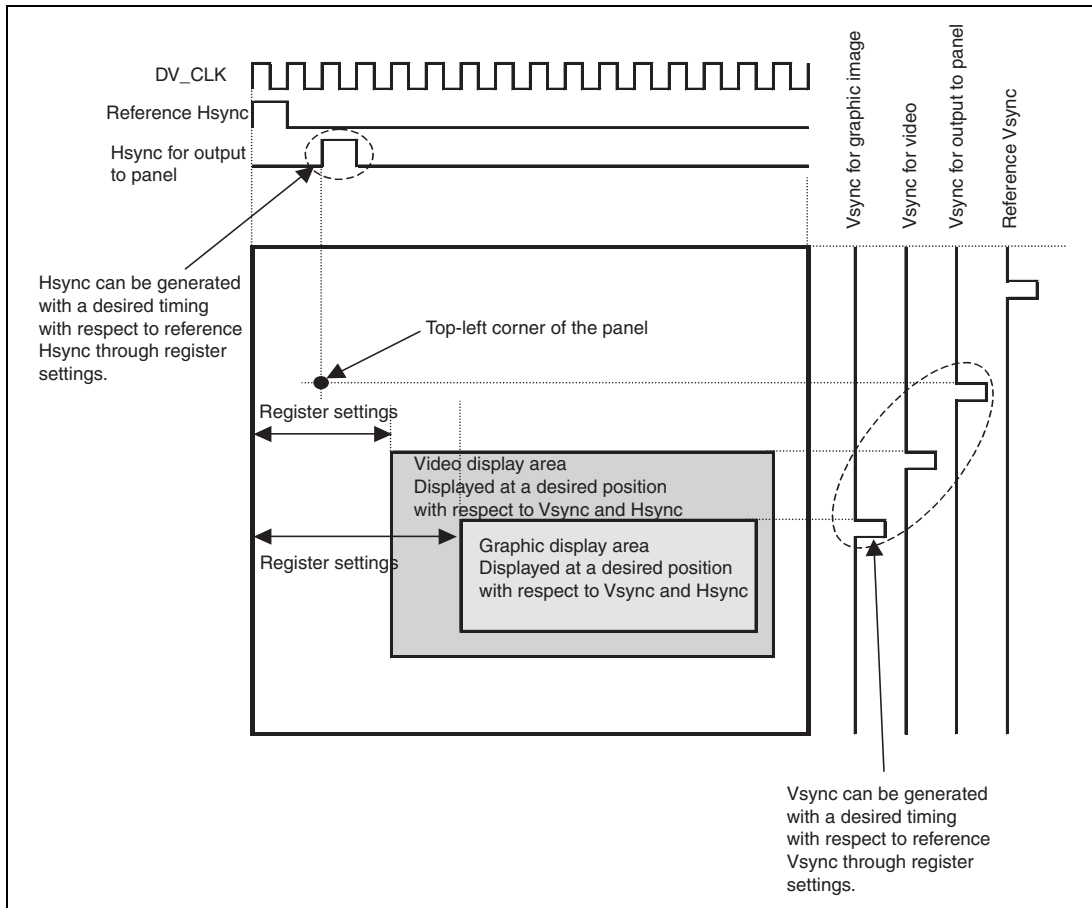 DV_CLK
Reference Hsync
Hsync for output
to panel
Vsync for graphic image
Vsync for video
Vsync for output to panel
Reference Vsync
Hsync can be generated
with a desired timing
with respect to reference
Hsync through register
settings.
Top-left corner of the panel
Register settings
Video display area
Displayed at a desired position
with respect to Vsync and Hsync
Register settings
Graphic display area
Displayed at a desired position
with respect to Vsync and Hsync
Vsync can be generated
with a desired timing
with respect to reference
Vsync through register
settings.